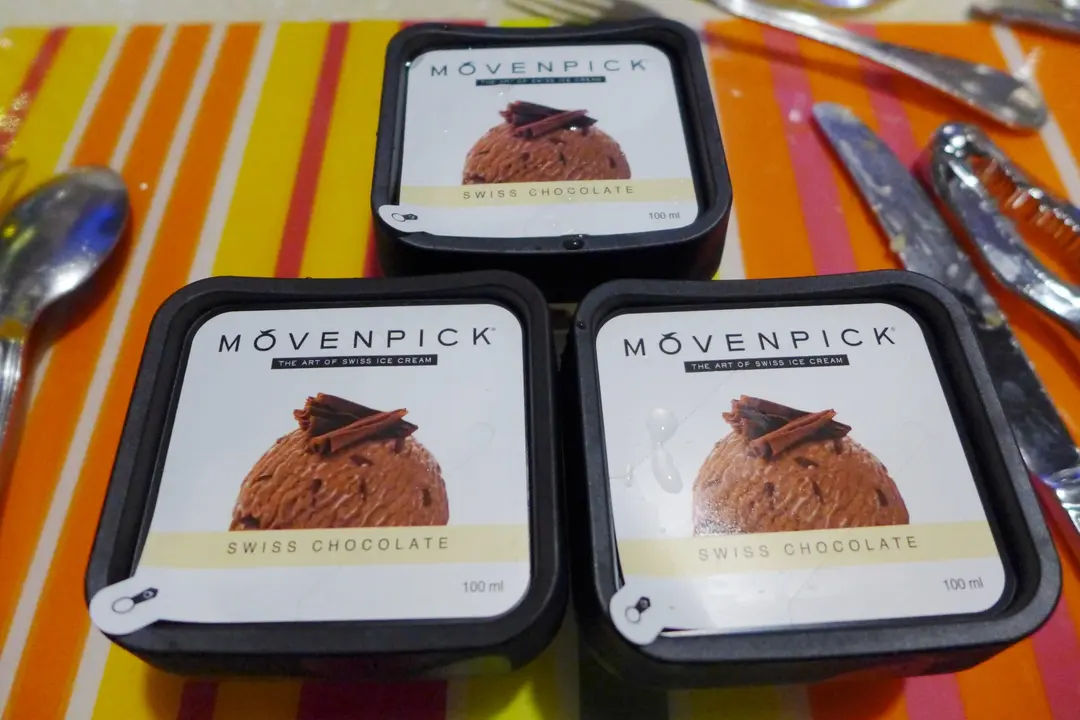 MÖVENPICK®
THE ART OF SWISS ICE CREAM
SWISS CHOCOLATE
100 ml
MÖVENPICK®
THE ART OF SWISS ICE CREAM
SWISS CHOCOLATE
100 ml
MÖVENPICK®
THE ART OF SWISS ICE CREAM
SWISS CHOCOLATE
100 ml